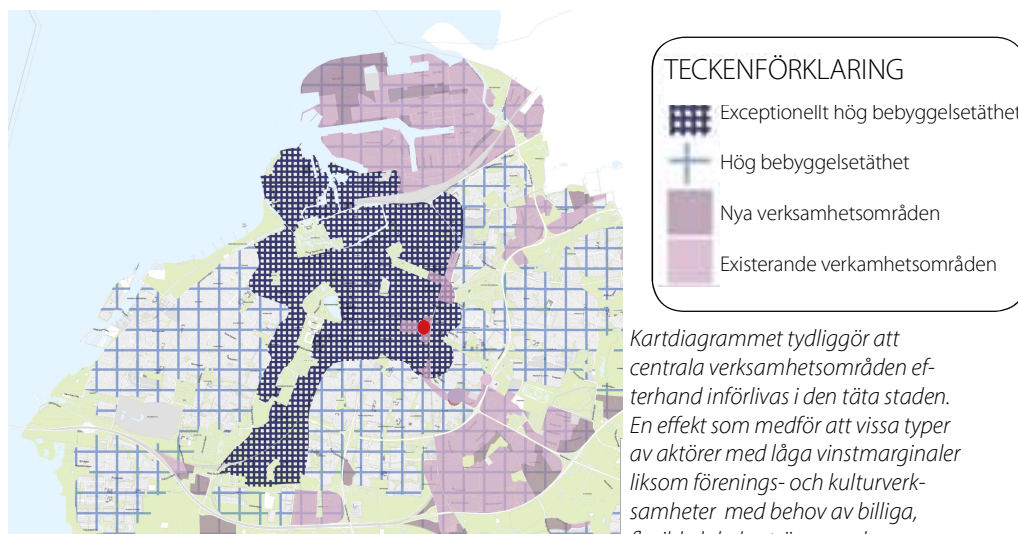 TECKENFÖRKLARING
Exceptionellt hög bebyggelsetäthet
Hög bebyggelsetäthet
Nya verksamhetsområden
Existerande verkamhetsområden
Kartdiagrammet tydliggör att
centrala verksamhetsområden ef-
terhand införlivas i den täta staden.
En effekt som medför att vissa typer
av aktörer med låga vinstmarginaler
liksom förenings- och kulturverk-
samheter med behov av billiga,